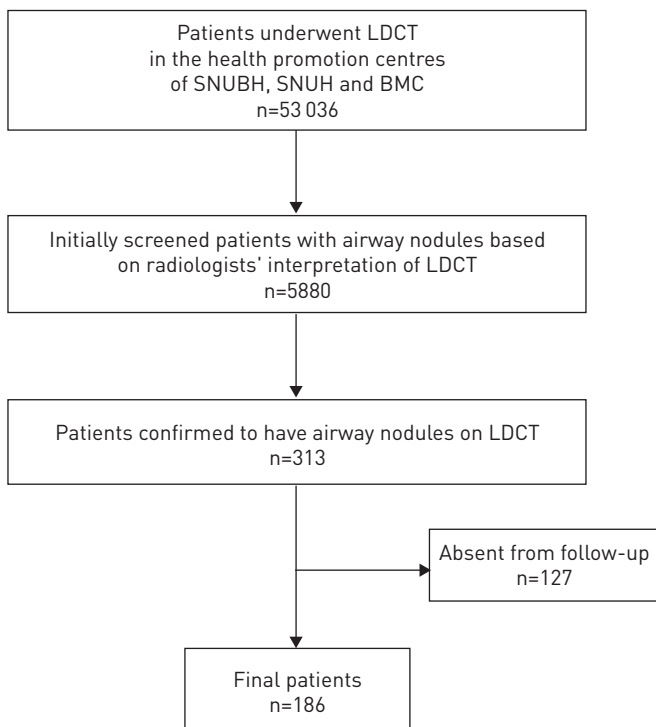 Patients underwent LDCT
in the health promotion centres
of SNUBH, SNUH and BMC
n=53 036
Initially screened patients with airway nodules based
on radiologists' interpretation of LDCT
n=5880
Patients confirmed to have airway nodules on LDCT
n=313
Absent from follow-up
n=127
Final patients
n=186